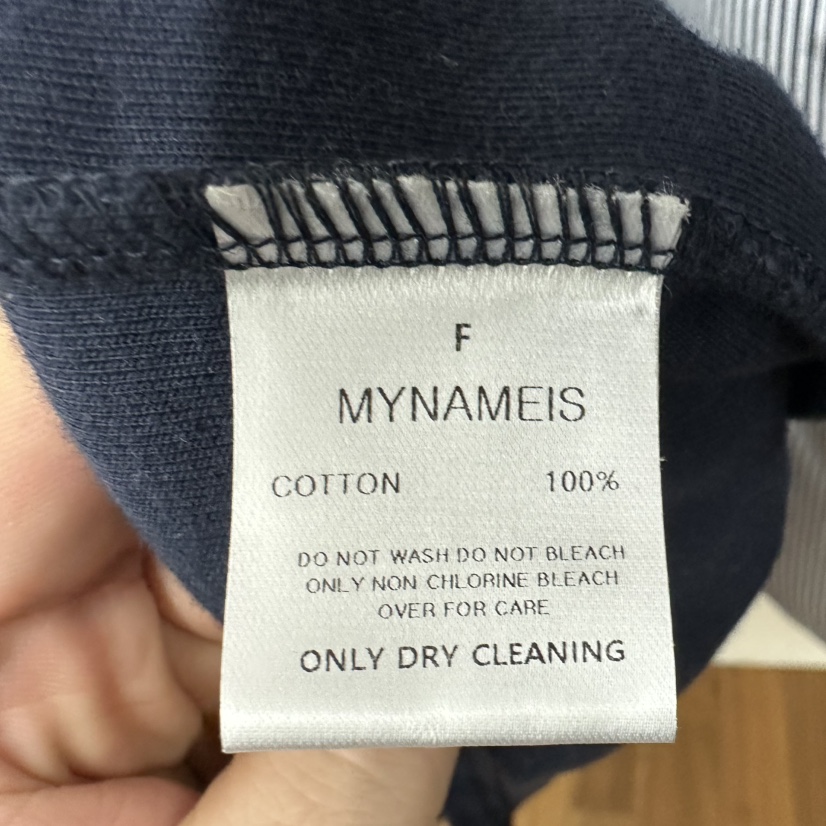 F
MYNAMEIS
COTTON 100%
DO NOT WASH DO NOT BLEACH
ONLY NON CHLORINE BLEACH
OVER FOR CARE
ONLY DRY CLEANING